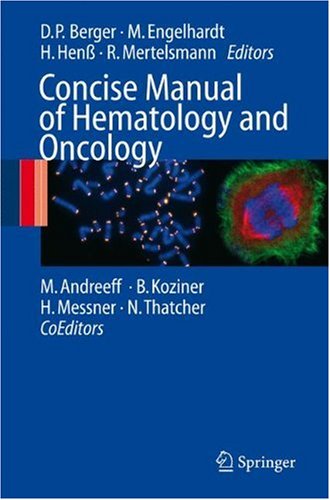 D.P. Berger · M. Engelhardt
H. Henß · R. Mertelsmann Editors
Concise Manual
of Hematology and
Oncology
M. Andreeff · B. Koziner
H. Messner · N. Thatcher
CoEditors
Springer